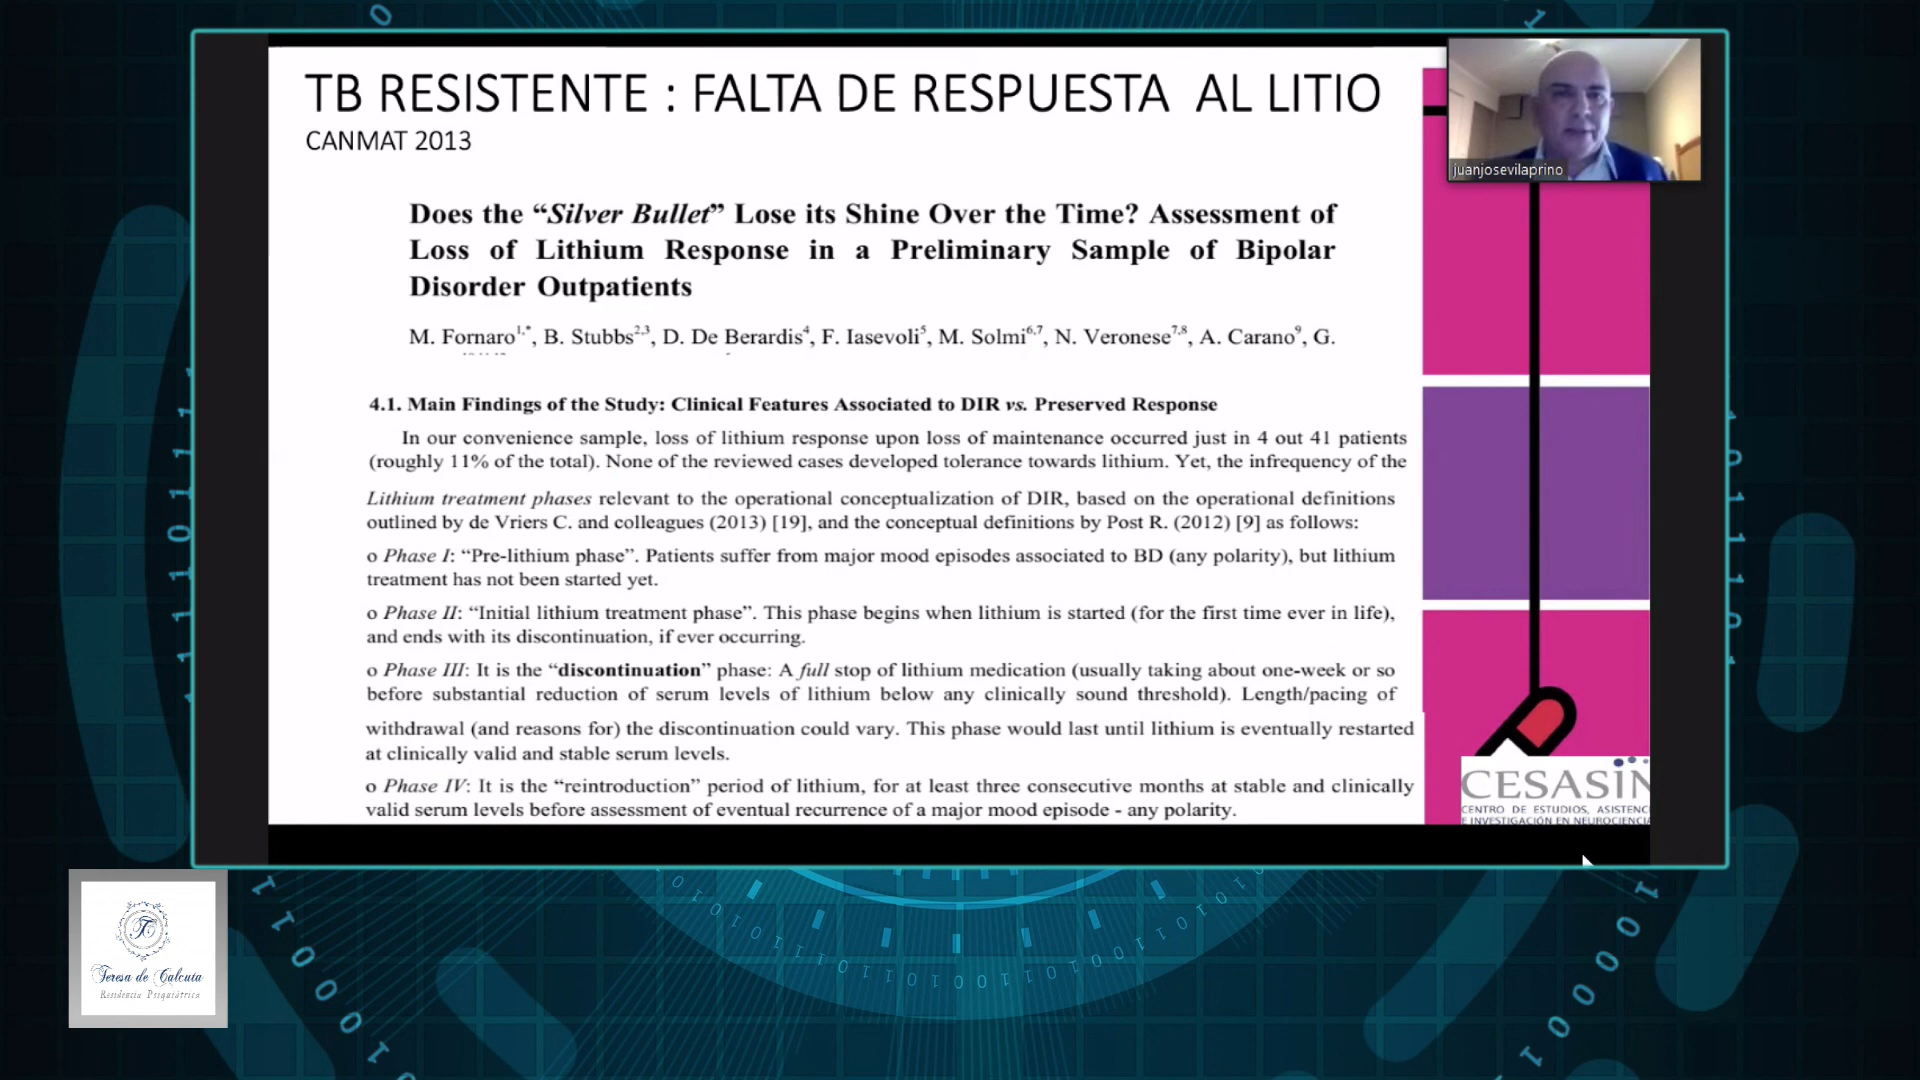 TB RESISTENTE : FALTA DE RESPUESTA AL LITIO
CANMAT 2013
juanjosevilaprino
Does the “Silver Bullet” Lose its Shine Over the Time? Assessment of
Loss of Lithium Response in a Preliminary Sample of Bipolar
Disorder Outpatients
M. Fornaro1,*, B. Stubbs2,3, D. De Berardis4, F. Iasevoli5, M. Solmi6,7, N. Veronese7,8, A. Carano9, G.
4.1. Main Findings of the Study: Clinical Features Associated to DIR vs. Preserved Response
In our convenience sample, loss of lithium response upon loss of maintenance occurred just in 4 out 41 patients
(roughly 11% of the total). None of the reviewed cases developed tolerance towards lithium. Yet, the infrequency of the
Lithium treatment phases relevant to the operational conceptualization of DIR, based on the operational definitions
outlined by de Vriers C. and colleagues (2013) [19], and the conceptual definitions by Post R. (2012) [9] as follows:
o Phase I: “Pre-lithium phase”. Patients suffer from major mood episodes associated to BD (any polarity), but lithium
treatment has not been started yet.
o Phase II: “Initial lithium treatment phase”. This phase begins when lithium is started (for the first time ever in life),
and ends with its discontinuation, if ever occurring.
o Phase III: It is the “discontinuation” phase: A full stop of lithium medication (usually taking about one-week or so
before substantial reduction of serum levels of lithium below any clinically sound threshold). Length/pacing of
withdrawal (and reasons for) the discontinuation could vary. This phase would last until lithium is eventually restarted
at clinically valid and stable serum levels.
o Phase IV: It is the “reintroduction” period of lithium, for at least three consecutive months at stable and clinically
valid serum levels before assessment of eventual recurrence of a major mood episode - any polarity.
CESASIN
CENTRO DE ESTUDIOS, ASISTENC
E INVESTIGACIÓN EN NEUROCIENCIA
Teresa de Calcuta
Residencia Psiquiátrica